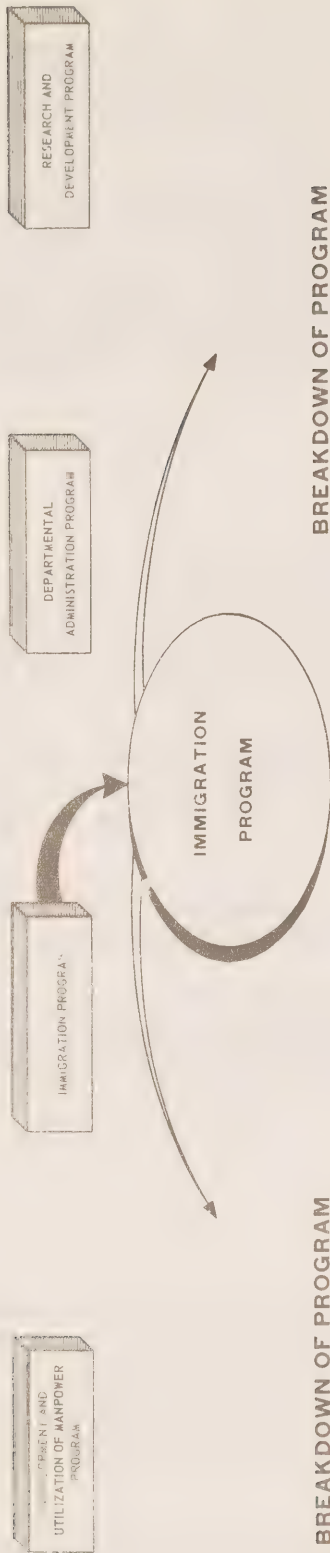 AND
UTILIZATION OF MANPOWER
PROGRAM
IMMIGRATION
DEPARTMENTAL
ADMINISTRATION PROGRAM
RESEARCH AND
DEVELOPMENT PROGRAM
IMMIGRATION
PROGRAM
BREAKDOWN OF PROGRAM
BREAKDOWN OF PROGRAM